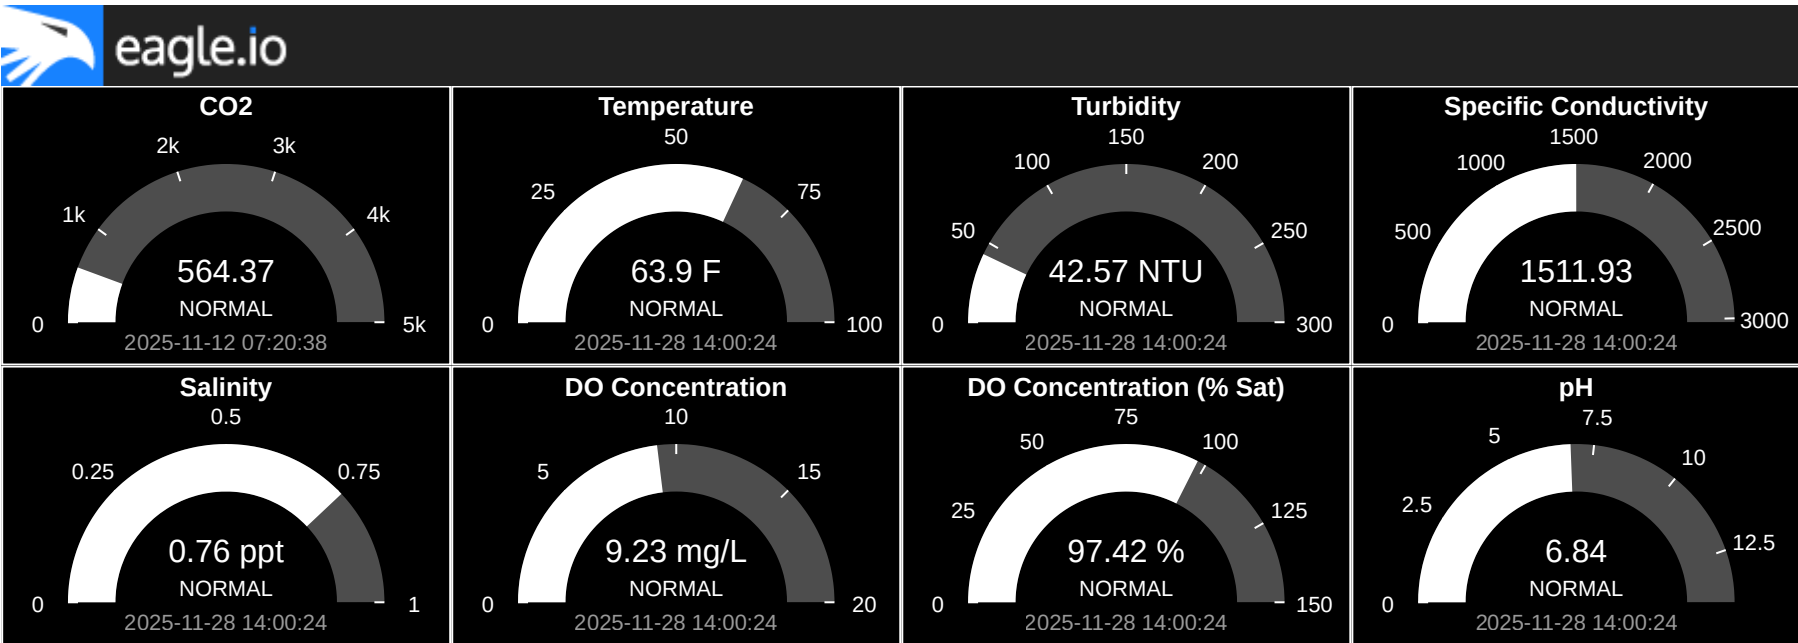 eagle.io
CO2
0
1k
2k
3k
4k
5k
564.37
NORMAL
2025-11-12 07:20:38
Temperature
0
25
50
75
100
63.9 F
NORMAL
2025-11-28 14:00:24
Turbidity
0
50
100
150
200
250
300
42.57 NTU
NORMAL
2025-11-28 14:00:24
Specific Conductivity
0
500
1000
1500
2000
2500
3000
1511.93
NORMAL
2025-11-28 14:00:24
Salinity
0
0.25
0.5
0.75
1
0.76 ppt
NORMAL
2025-11-28 14:00:24
DO Concentration
0
5
10
15
20
9.23 mg/L
NORMAL
2025-11-28 14:00:24
DO Concentration (% Sat)
0
25
50
75
100
125
150
97.42 %
NORMAL
2025-11-28 14:00:24
pH
0
2.5
5
7.5
10
12.5
6.84
NORMAL
2025-11-28 14:00:24